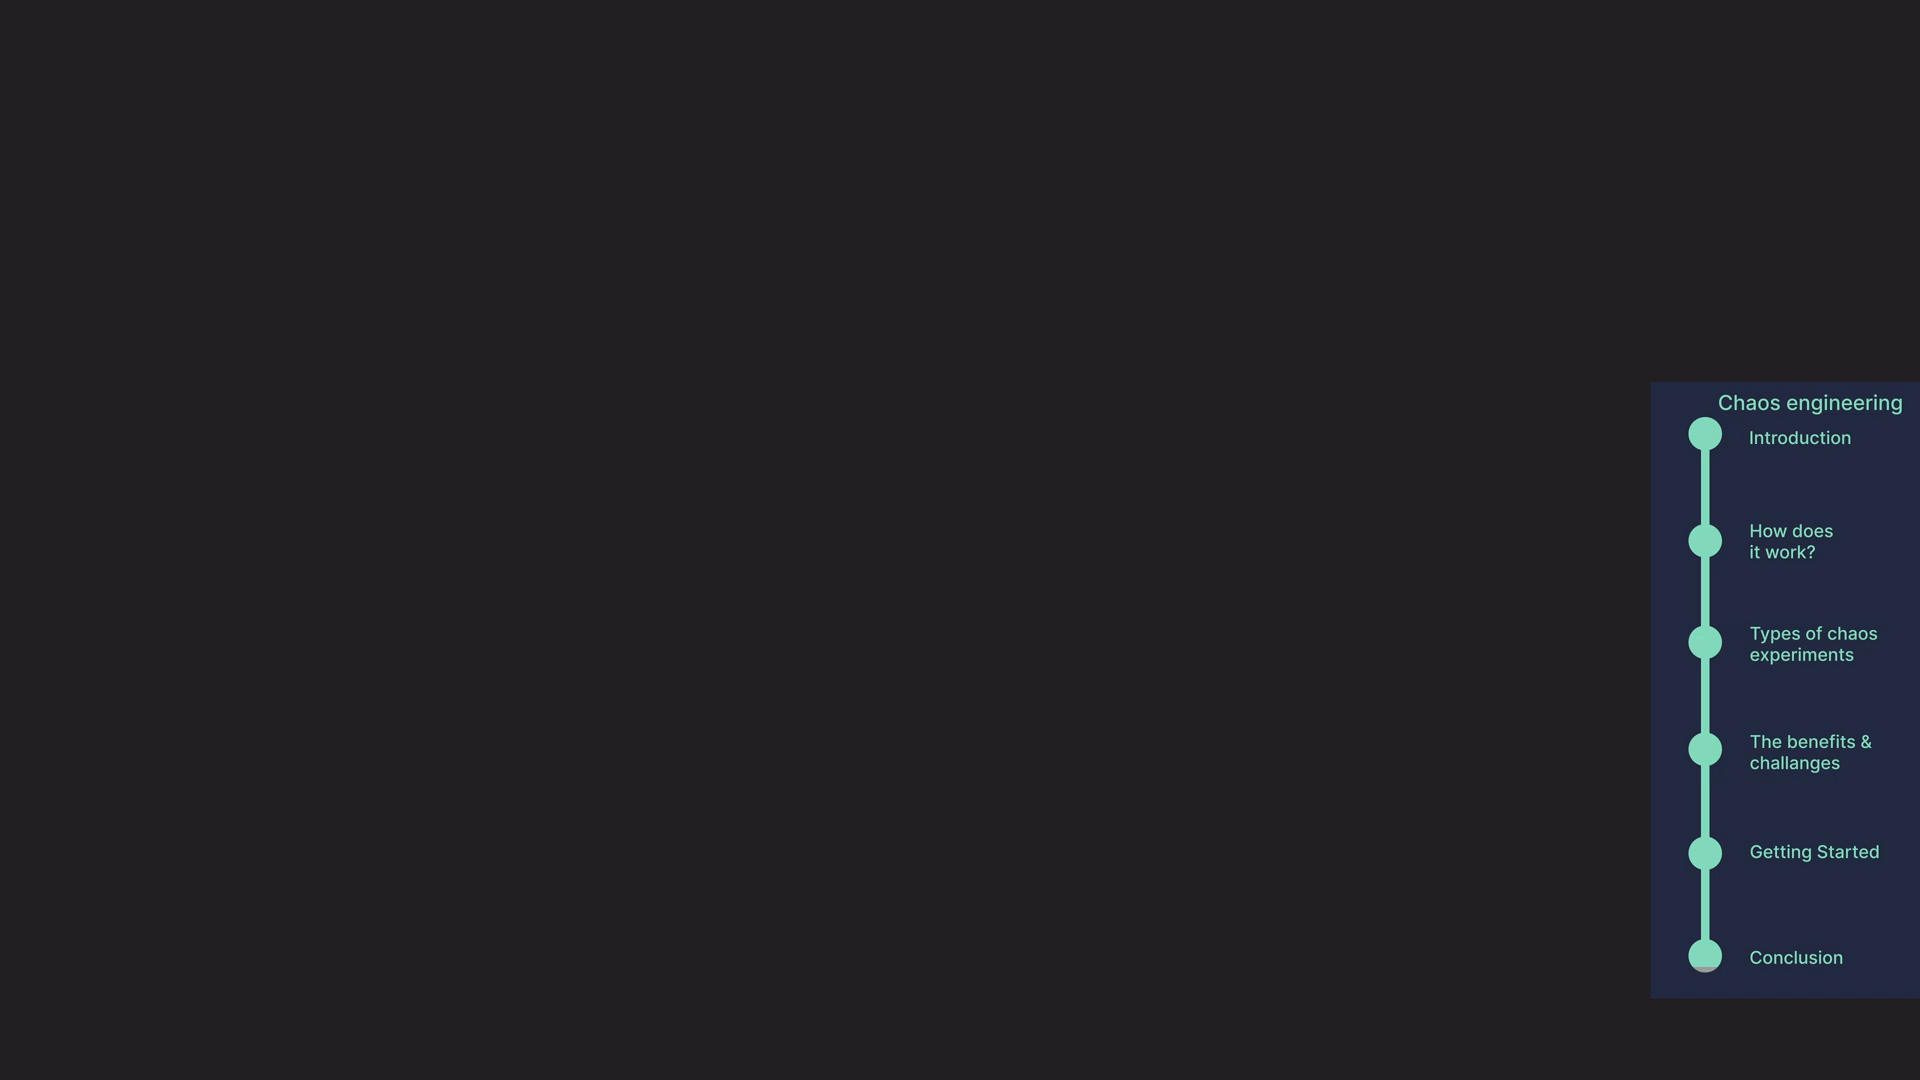 Chaos engineering
Introduction
How does
it work?
Types of chaos
experiments
The benefits &
challanges
Getting Started
Conclusion